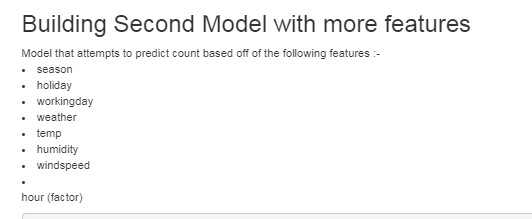 Building Second Model with more features
Model that attempts to predict count based off of the following features :-
• season
• holiday
• workingday
• weather
• temp
• humidity
• windspeed
•
hour (factor)